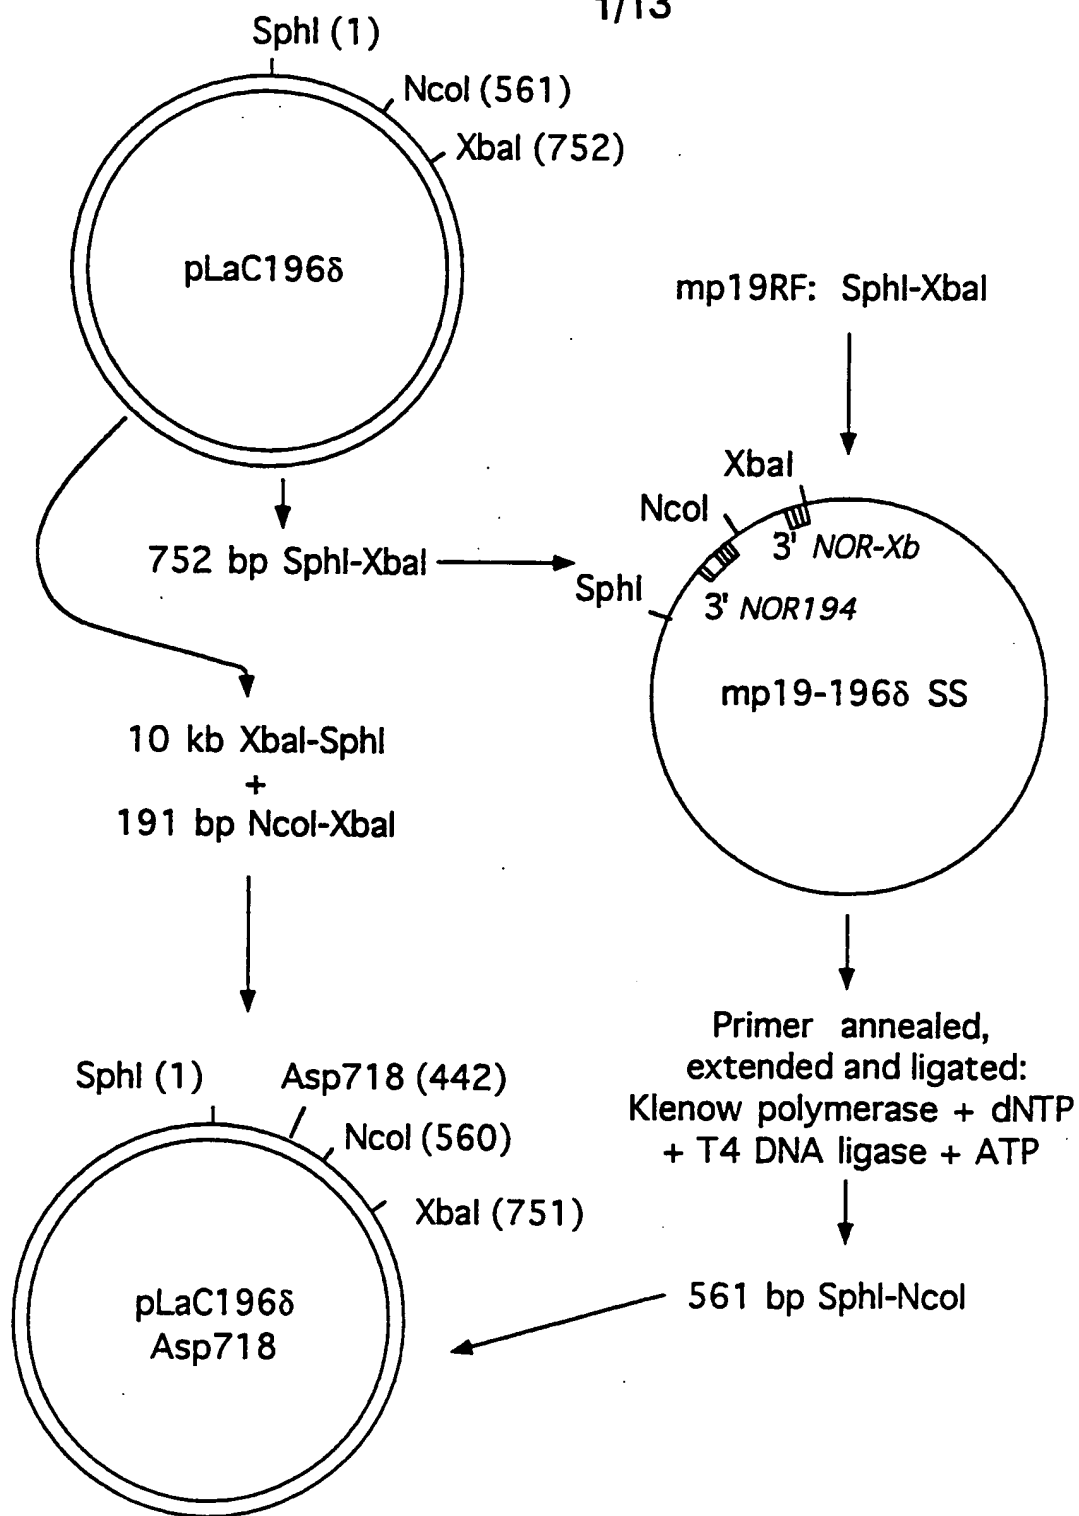 1/13
SphI (1)
NcoI (561)
XbaI (752)
pLaC196δ
mp19RF: SphI-XbaI
752 bp SphI-XbaI
XbaI
NcoI
SphI
3' NOR-Xb
3' NOR194
mp19-196δ SS
10 kb XbaI-SphI
+
191 bp NcoI-XbaI
Primer annealed,
extended and ligated:
Klenow polymerase + dNTP
+ T4 DNA ligase + ATP
561 bp SphI-NcoI
SphI (1)
Asp718 (442)
NcoI (560)
XbaI (751)
pLaC196δ
Asp718